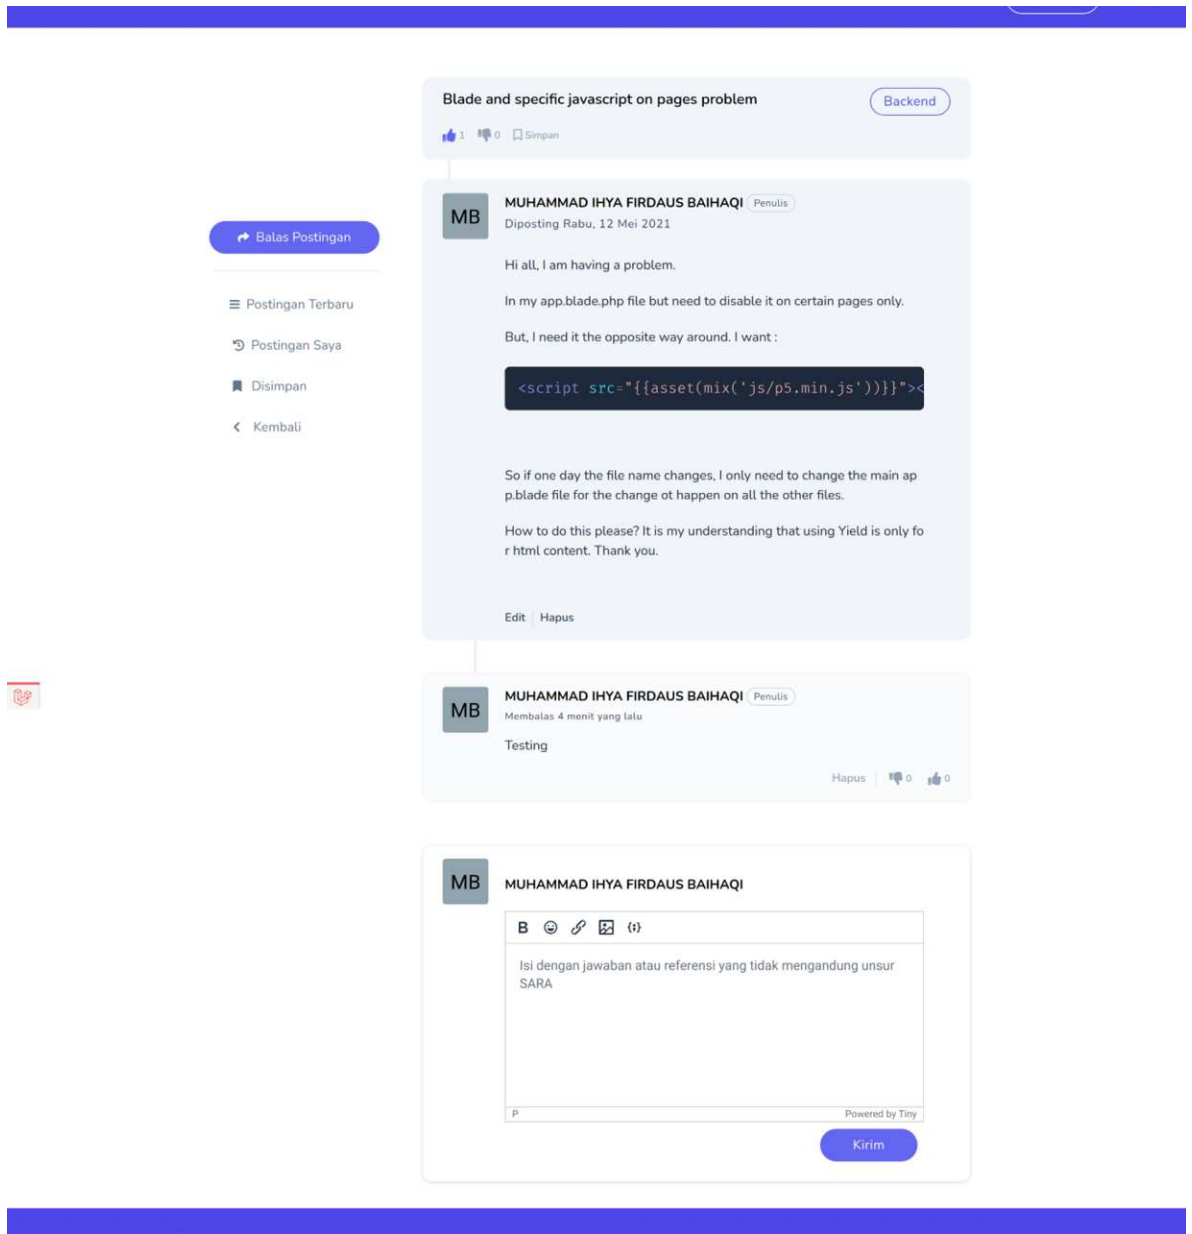 Blade and specific javascript on pages problem
Backend
1 0 Simpan
MB
MUHAMMAD IHYA FIRDAUS BAIHAQI Penulis
Diposting Rabu, 12 Mei 2021
Balas Postingan
Postingan Terbaru
Postingan Saya
Disimpan
Kembali
Hi all, I am having a problem.
In my app.blade.php file but need to disable it on certain pages only.
But, I need it the opposite way around. I want :
<script src="{{asset(mix('js/p5.min.js'))}}"><
So if one day the file name changes, I only need to change the main ap
p.blade file for the change ot happen on all the other files.
How to do this please? It is my understanding that using Yield is only fo
r html content. Thank you.
Edit Hapus
MB
MUHAMMAD IHYA FIRDAUS BAIHAQI Penulis
Membalas 4 menit yang lalu
Testing
Hapus 0 0
MB
MUHAMMAD IHYA FIRDAUS BAIHAQI
B {;}
Isi dengan jawaban atau referensi yang tidak mengandung unsur
SARA
P Powered by Tiny
Kirim